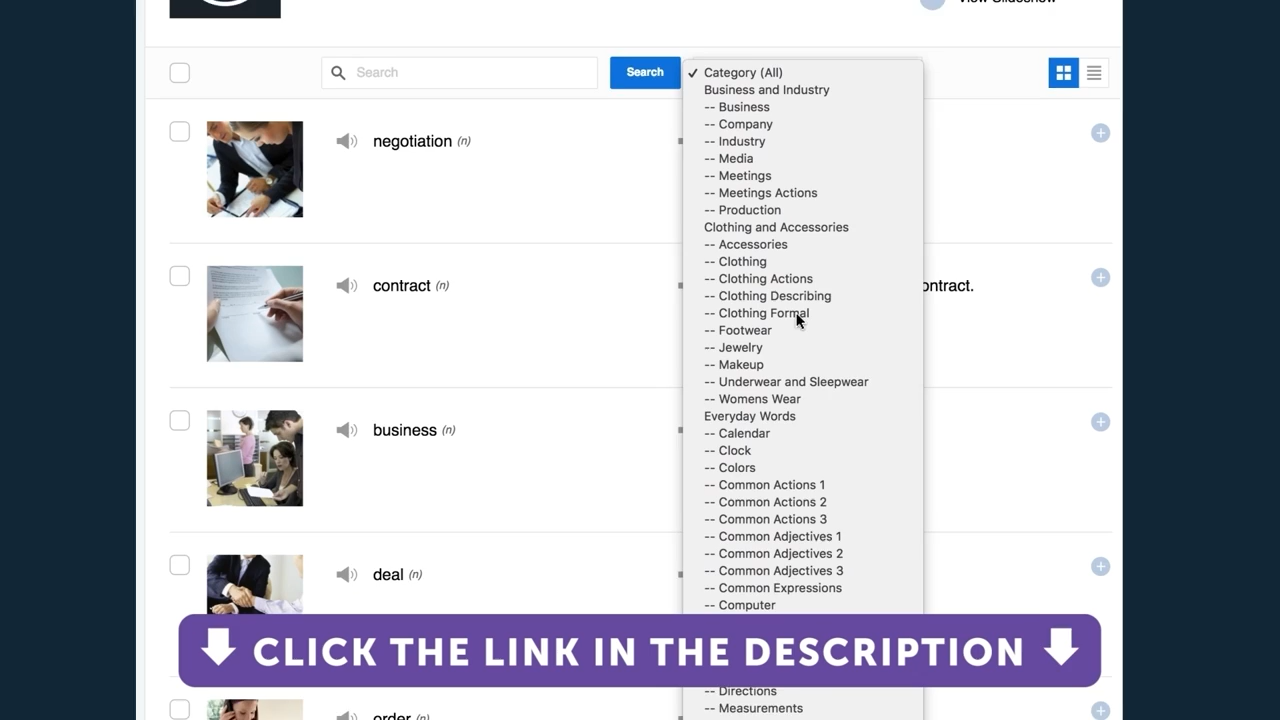 View Slideshow
Search
Search
✓ Category (All)
Business and Industry
-- Business
-- Company
-- Industry
-- Media
-- Meetings
-- Meetings Actions
-- Production
Clothing and Accessories
-- Accessories
-- Clothing
-- Clothing Actions
-- Clothing Describing
-- Clothing Formal
-- Footwear
-- Jewelry
-- Makeup
-- Underwear and Sleepwear
-- Womens Wear
Everyday Words
-- Calendar
-- Clock
-- Colors
-- Common Actions 1
-- Common Actions 2
-- Common Actions 3
-- Common Adjectives 1
-- Common Adjectives 2
-- Common Adjectives 3
-- Common Expressions
-- Computer
-- Directions
-- Measurements
negotiation (n)
contract (n)
ontract.
business (n)
deal (n)
order (n)
CLICK THE LINK IN THE DESCRIPTION